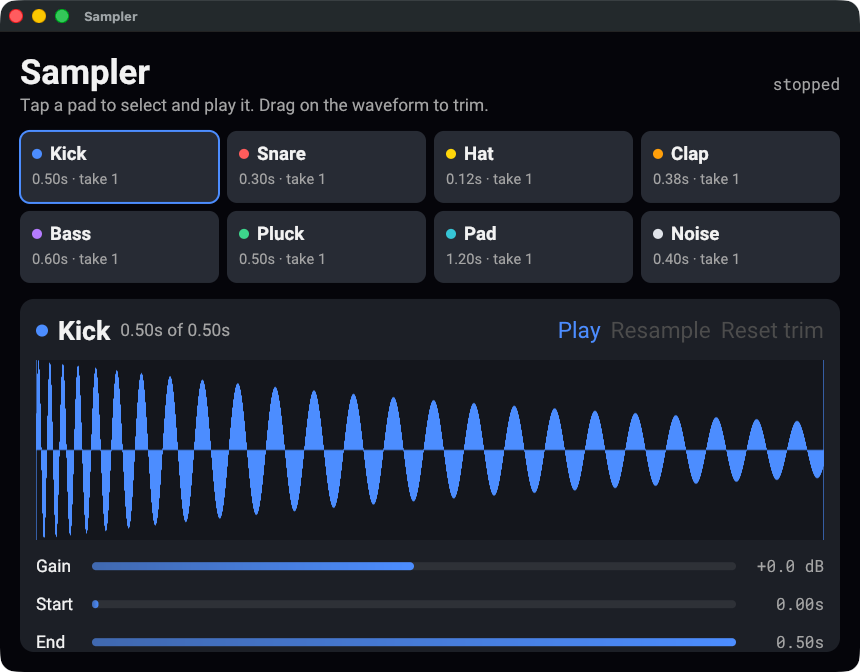 Sampler
Sampler
stopped
Tap a pad to select and play it. Drag on the waveform to trim.
Kick
0.50s · take 1
Snare
0.30s · take 1
Hat
0.12s · take 1
Clap
0.38s · take 1
Bass
0.60s · take 1
Pluck
0.50s · take 1
Pad
1.20s · take 1
Noise
0.40s · take 1
Kick 0.50s of 0.50s Play Resample Reset trim
Gain +0.0 dB
Start 0.00s
End 0.50s